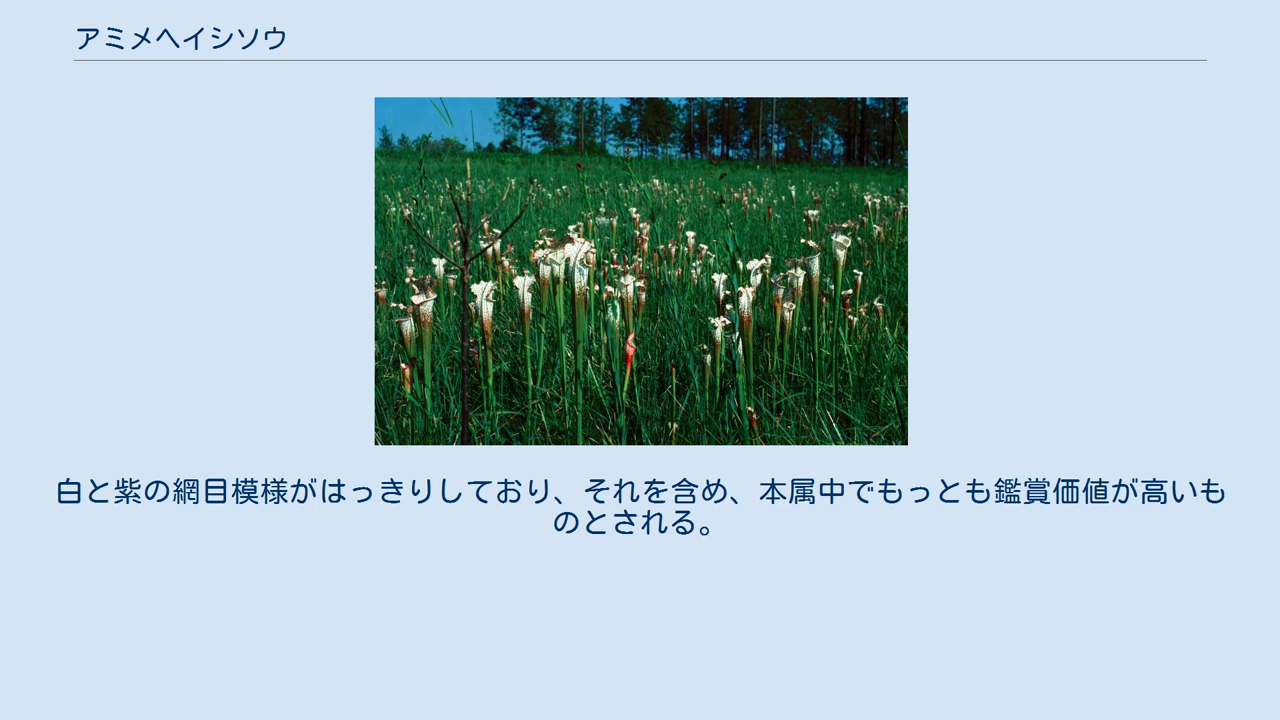 アミメヘイシソウ
白と紫の網目模様がはっきりしており、それを含め、本属中でもっとも鑑賞価値が高いも
のとされる。